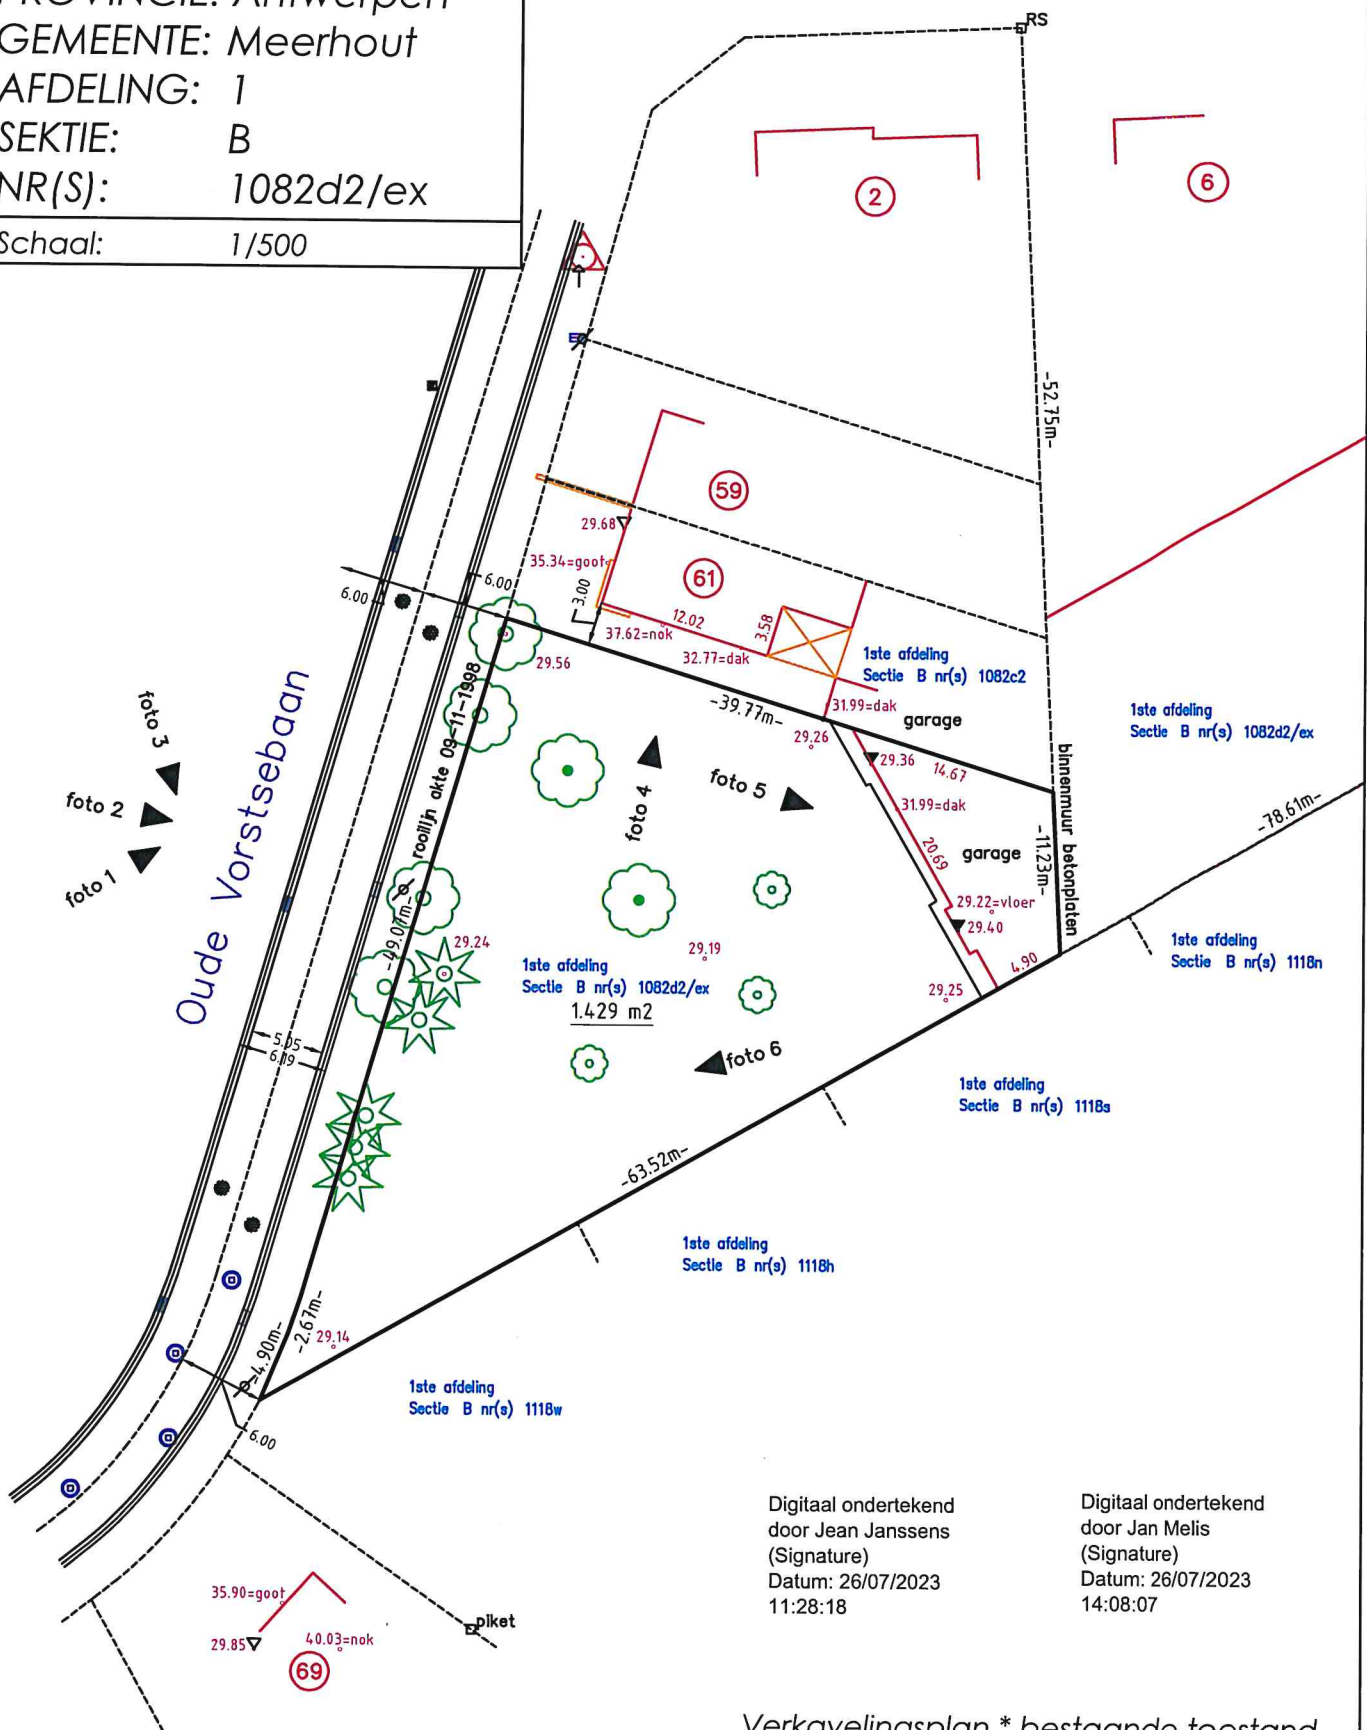 PROVINCIE: Antwerpen
GEMEENTE: Meerhout
AFDELING: 1
SEKTIE: B
NR(S): 1082d2/ex
Schaal: 1/500
RS
2
6
-52.75m-
59
29.68
35.34=goot
61
6.00
6.00
3.00
12.02
3.58
37.62=nok
32.77=dak
29.56
1ste afdeling
Sectie B nr(s) 1082c2
-39.77m-
31.99=dak
garage
29.26
1ste afdeling
Sectie B nr(s) 1082d2/ex
rooilijn akte 09-11-1998
Oude Vorstsebaan
foto 3
foto 2
foto 1
foto 4
foto 5
29.36
14.67
31.99=dak
20.69
garage
-11.23m-
binnenmuur betonplaten
-78.61m-
29.22=vloer
29.40
4.90
29.25
-49.01m-
29.24
29.19
1ste afdeling
Sectie B nr(s) 1082d2/ex
1.429 m2
1ste afdeling
Sectie B nr(s) 1118n
5.05
6.19
foto 6
1ste afdeling
Sectie B nr(s) 1118s
-63.52m-
1ste afdeling
Sectie B nr(s) 1118h
-2.67m-
29.14
-4.90m-
1ste afdeling
Sectie B nr(s) 1118w
6.00
Digitaal ondertekend
door Jean Janssens
(Signature)
Datum: 26/07/2023
11:28:18
Digitaal ondertekend
door Jan Melis
(Signature)
Datum: 26/07/2023
14:08:07
35.90=goot
29.85
40.03=nok
69
piket
Verkavelingsplan * bestaande toestand